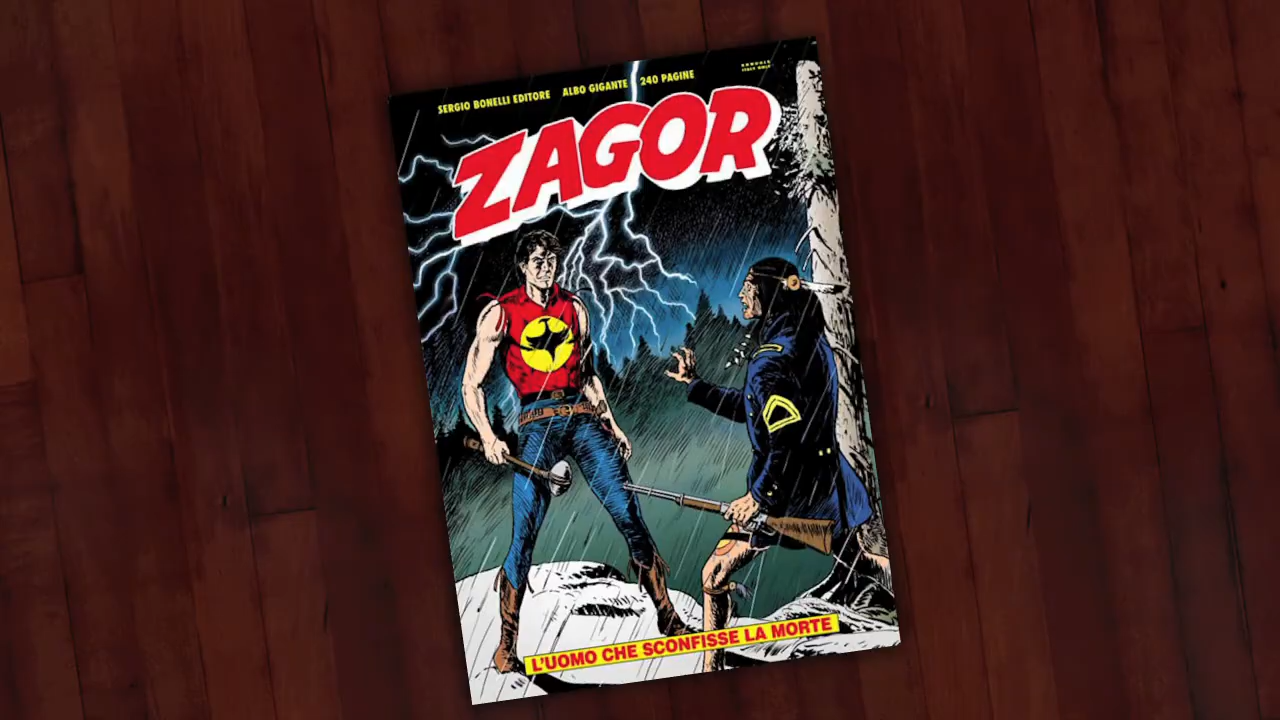 SERGIO BONELLI EDITORE ALBO GIGANTE 240 PAGINE
ZAGOR
L'UOMO CHE SCONFISSE LA MORTE